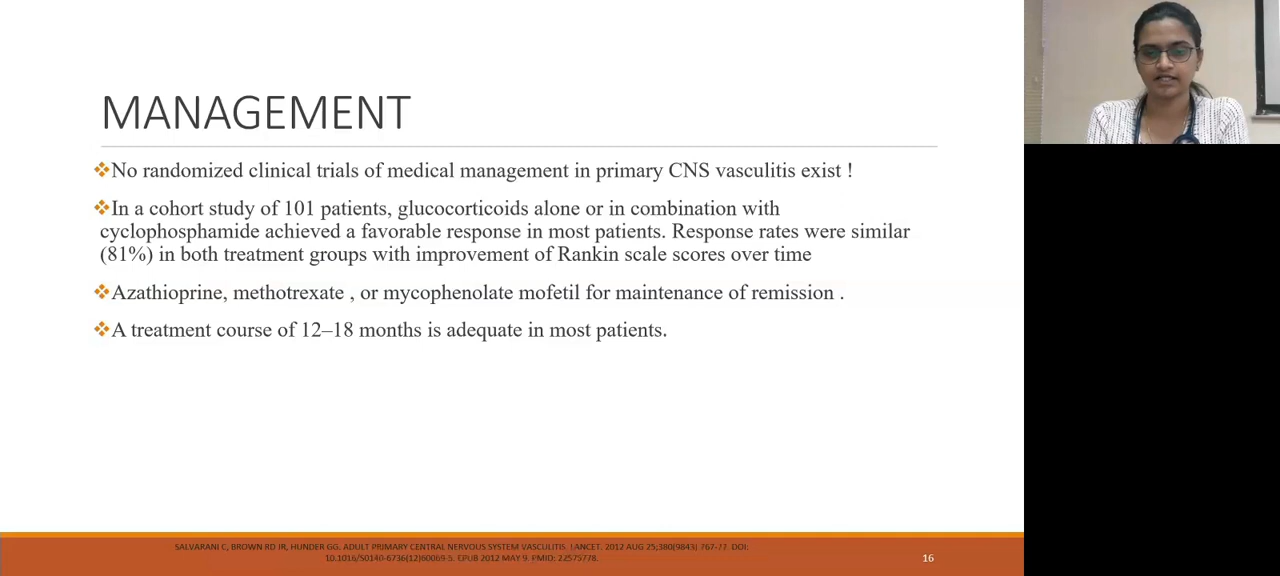 MANAGEMENT
❖No randomized clinical trials of medical management in primary CNS vasculitis exist !
❖In a cohort study of 101 patients, glucocorticoids alone or in combination with
cyclophosphamide achieved a favorable response in most patients. Response rates were similar
(81%) in both treatment groups with improvement of Rankin scale scores over time
❖Azathioprine, methotrexate , or mycophenolate mofetil for maintenance of remission .
❖A treatment course of 12–18 months is adequate in most patients.
SALVARANI C, BROWN RD JR, HUNDER GG. ADULT PRIMARY CENTRAL NERVOUS SYSTEM VASCULITIS. LANCET. 2012 AUG 25;380(9843) 767-77. DOI:
10.1016/S0140-6736(12)60069-5. EPUB 2012 MAY 9. PMID: 22575778.
16